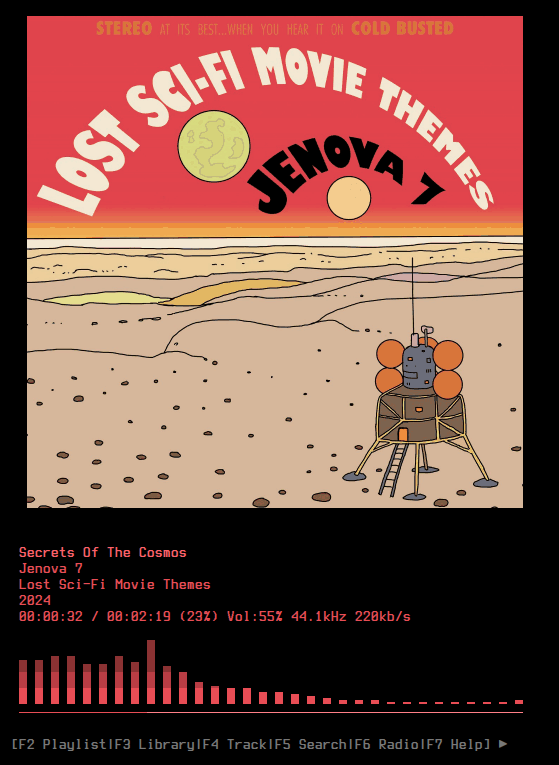 STEREO AT ITS BEST...WHEN YOU HEAR IT ON COLD BUSTED
LOST SCI-FI MOVIE THEMES
JENOVA 7
Secrets Of The Cosmos
Jenova 7
Lost Sci-Fi Movie Themes
2024
00:00:32 / 00:02:19 (23%) Vol:55% 44.1kHz 220kb/s
[F2 Playlist|F3 Library|F4 Track|F5 Search|F6 Radio|F7 Help] ►